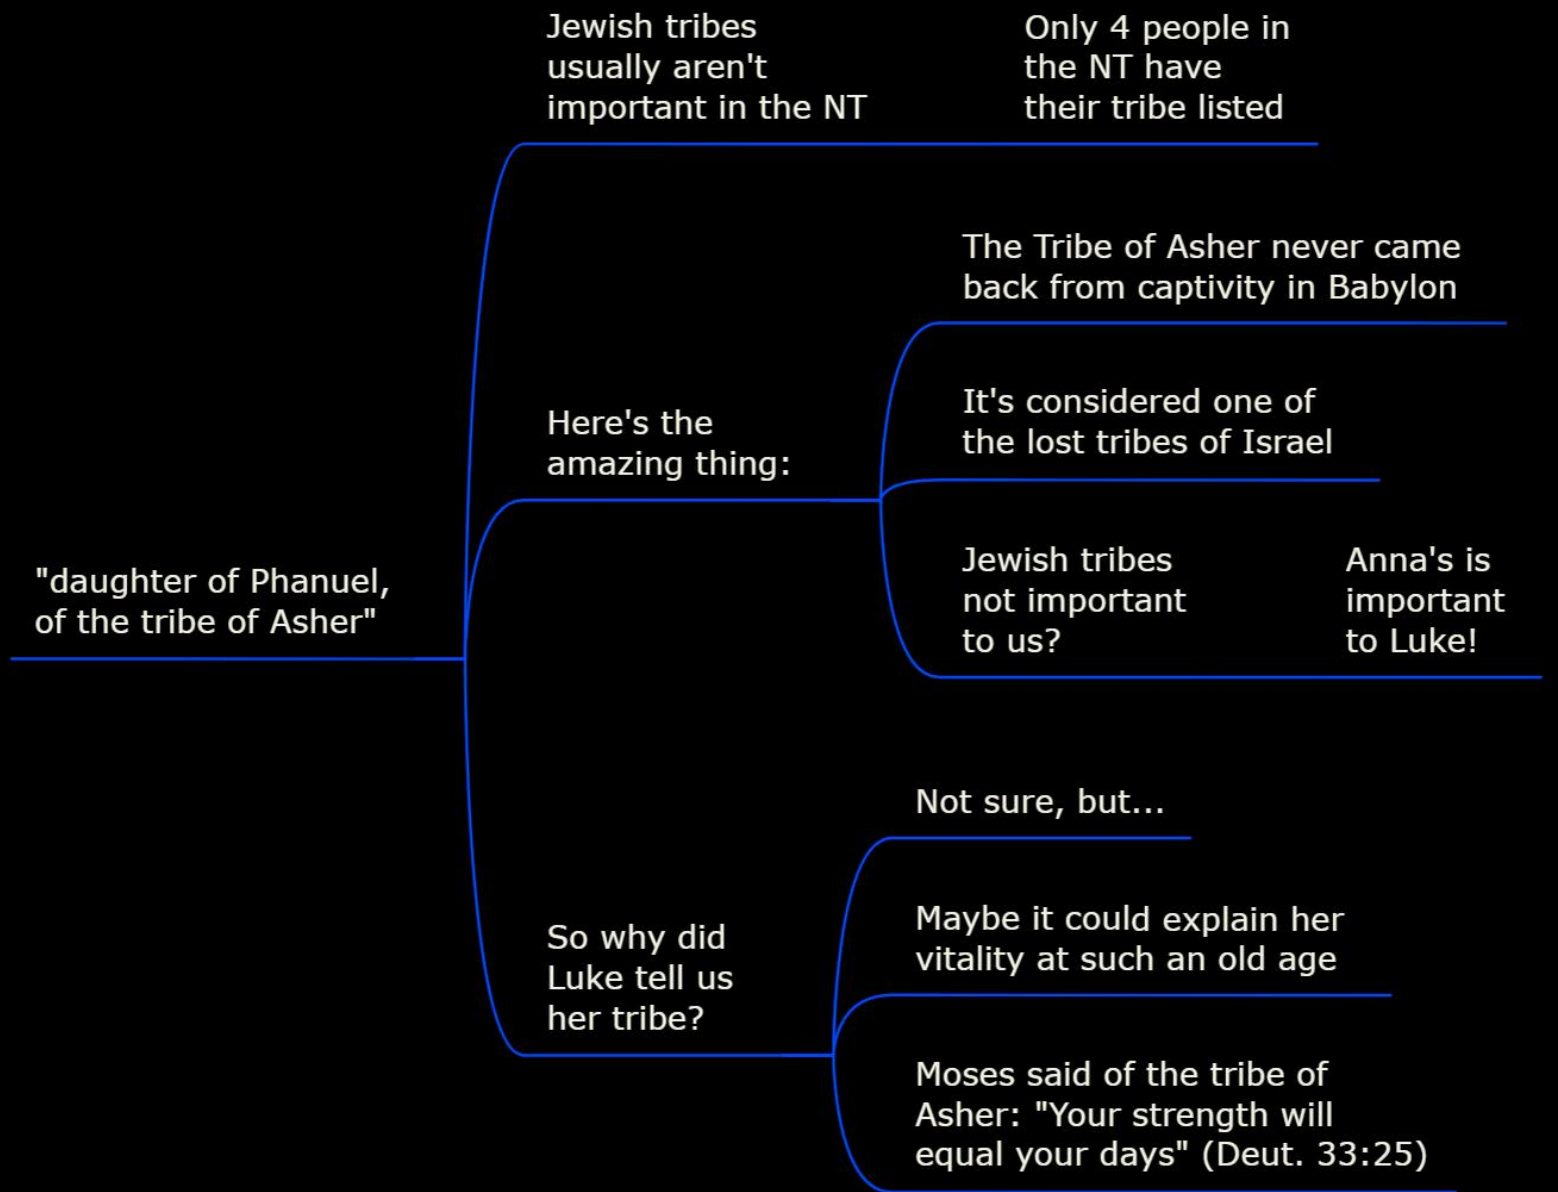 "daughter of Phanuel,
of the tribe of Asher"
Jewish tribes
usually aren't
important in the NT
Only 4 people in
the NT have
their tribe listed
Here's the
amazing thing:
The Tribe of Asher never came
back from captivity in Babylon
It's considered one of
the lost tribes of Israel
Jewish tribes
not important
to us?
Anna's is
important
to Luke!
So why did
Luke tell us
her tribe?
Not sure, but...
Maybe it could explain her
vitality at such an old age
Moses said of the tribe of
Asher: "Your strength will
equal your days" (Deut. 33:25)